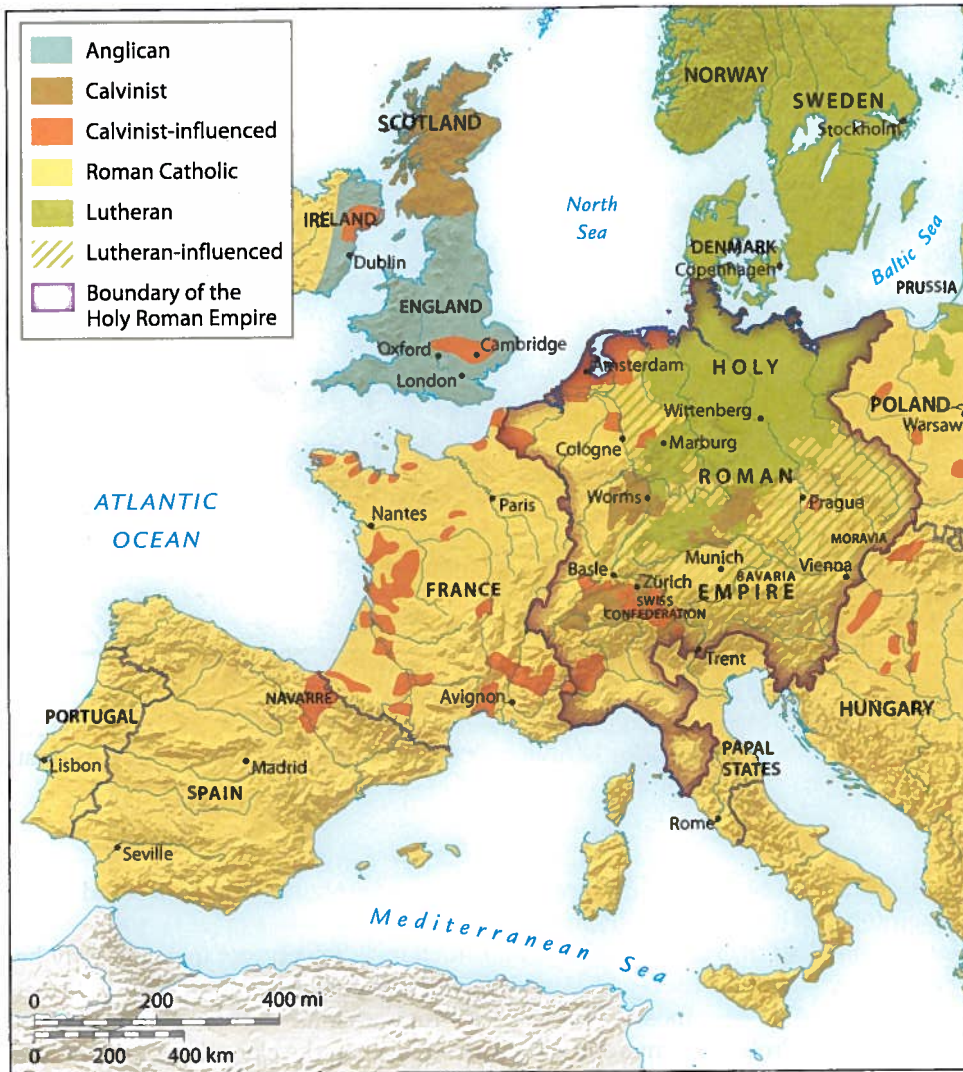 Anglican
Calvinist
Calvinist-influenced
Roman Catholic
Lutheran
Lutheran-influenced
Boundary of the
Holy Roman Empire
NORWAY
SWEDEN
Stockholm
SCOTLAND
North
Sea
IRELAND
Dublin
DENMARK
Copenhagen
Baltic Sea
PRUSSIA
ENGLAND
Oxford
Cambridge
London
Amsterdam
HOLY
POLAND
Warsaw
Wittenberg
Cologne
Marburg
ROMAN
ATLANTIC
OCEAN
Paris
Worms
Prague
Nantes
MORAVIA
Basle
Munich
Vienna
Zürich
BAVARIA
FRANCE
EMPIRE
SWISS
CONFEDERATION
Trent
NAVARRE
Avignon
HUNGARY
PORTUGAL
PAPAL
STATES
Lisbon
Madrid
SPAIN
Rome
Seville
Mediterranean Sea
0 200 400 mi
0 200 400 km